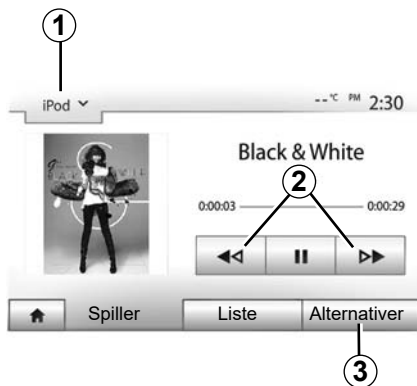 1
iPod --°C PM 2:30
Black & White
2
0:00:03 0:00:29
Spiller Liste Alternativer
3